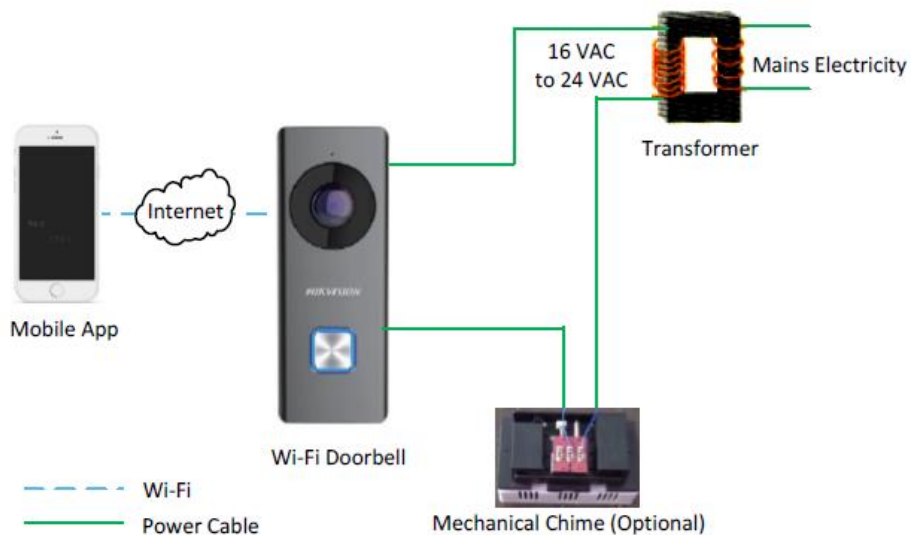 16 VAC
to 24 VAC
Mains Electricity
Transformer
Internet
Mobile App
HIKVISION
Wi-Fi Doorbell
Mechanical Chime (Optional)
Wi-Fi
Power Cable